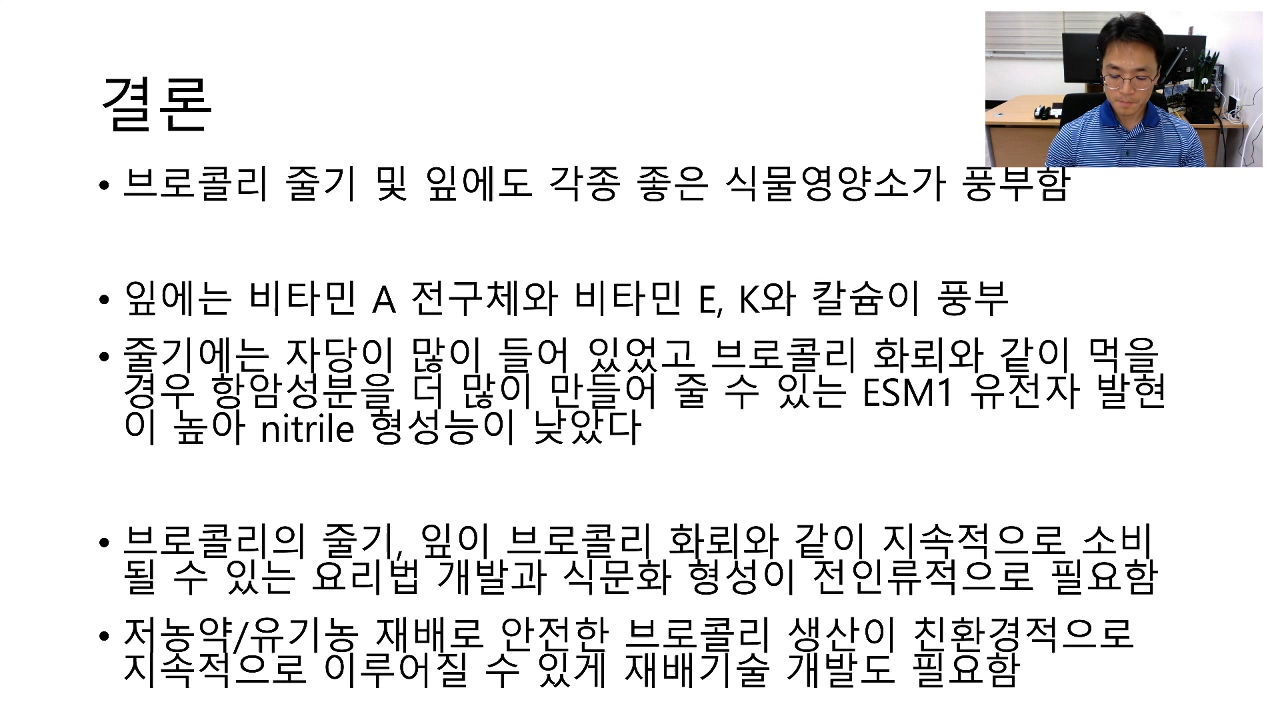 결론
• 브로콜리 줄기 및 잎에도 각종 좋은 식물영양소가 풍부함
• 잎에는 비타민 A 전구체와 비타민 E, K와 칼슘이 풍부
• 줄기에는 자당이 많이 들어 있었고 브로콜리 화뢰와 같이 먹을
경우 항암성분을 더 많이 만들어 줄 수 있는 ESM1 유전자 발현
이 높아 nitrile 형성능이 낮았다
• 브로콜리의 줄기, 잎이 브로콜리 화뢰와 같이 지속적으로 소비
될 수 있는 요리법 개발과 식문화 형성이 전인류적으로 필요함
• 저농약/유기농 재배로 안전한 브로콜리 생산이 친환경적으로
지속적으로 이루어질 수 있게 재배기술 개발도 필요함